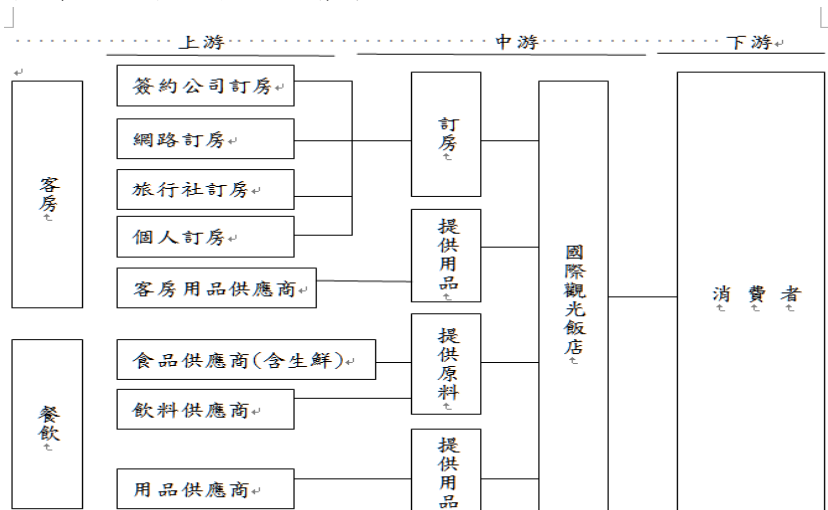 上游 中游 下游
客房
簽約公司訂房
網路訂房
旅行社訂房
個人訂房
客房用品供應商
訂房
提供用品
國際觀光飯店
消費者
餐飲
食品供應商(含生鮮)
飲料供應商
用品供應商
提供原料
提供用品